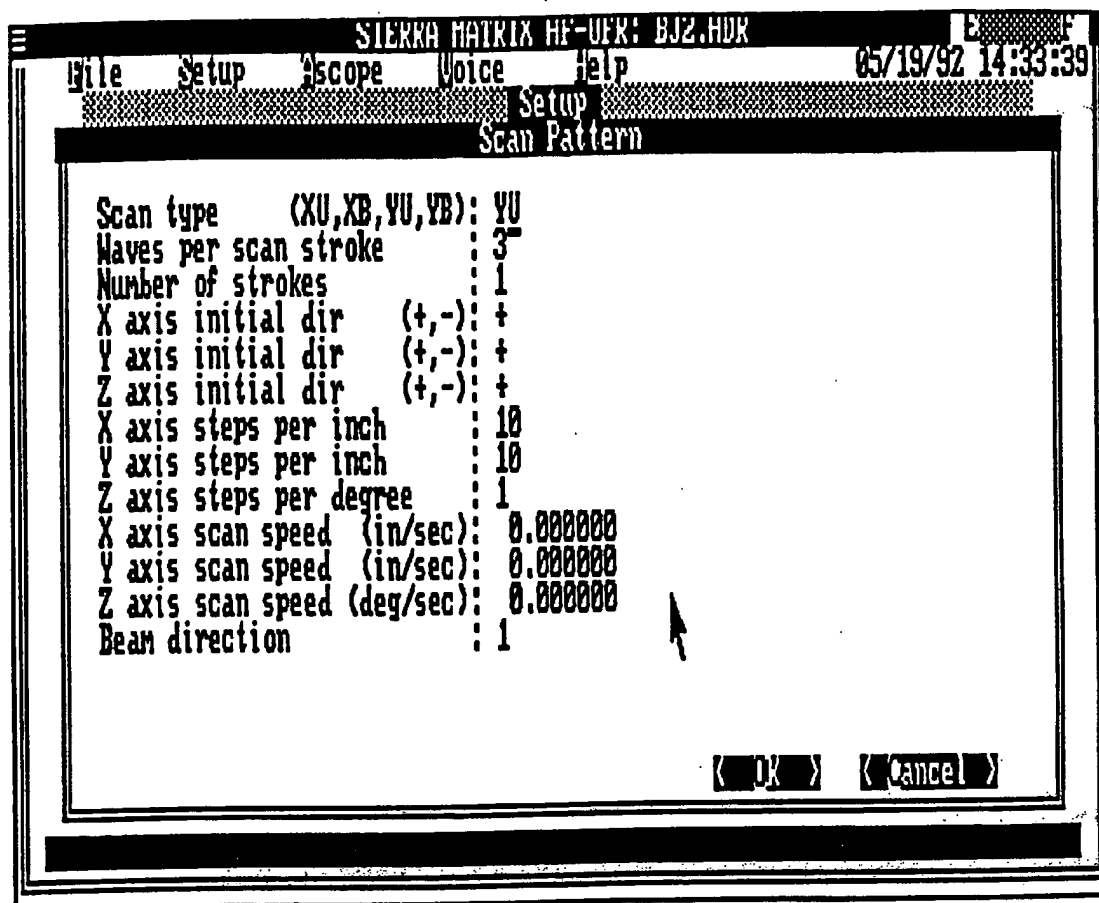 SIERRA MATRIX HF-UFR: BJ2.HDR E F
File Setup Ascope Voice Help 05/19/92 14:33:39
Setup
Scan Pattern
Scan type (XU,XB,YU,YB): YU
Waves per scan stroke : 3
Number of strokes : 1
X axis initial dir (+,-): +
Y axis initial dir (+,-): +
Z axis initial dir (+,-): +
X axis steps per inch : 10
Y axis steps per inch : 10
Z axis steps per degree : 1
X axis scan speed (in/sec): 0.000000
Y axis scan speed (in/sec): 0.000000
Z axis scan speed (deg/sec): 0.000000
Beam direction : 1
< Ok > < Cancel >